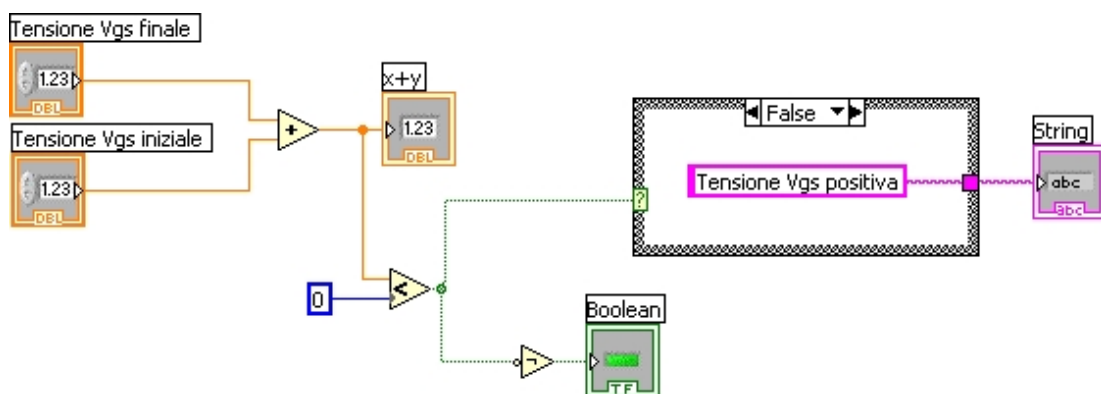 Tensione Vgs finale
1.23
DBL
x+y
1.23
DBL
Tensione Vgs iniziale
1.23
DBL
+
False
Tensione Vgs positiva
String
abc
abc
?
0
<
Boolean
¬
TF